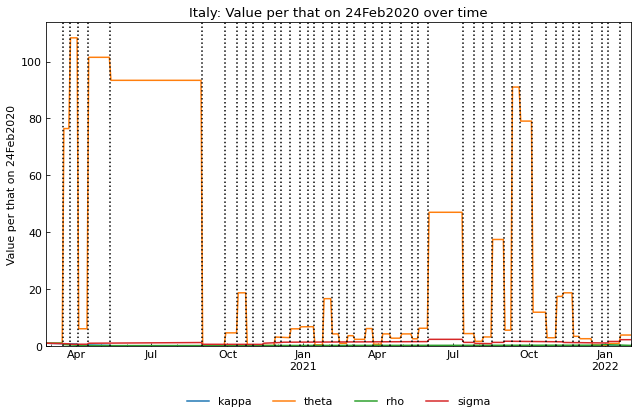 Italy: Value per that on 24Feb2020 over time
Value per that on 24Feb2020
100
80
60
40
20
0
Apr Jul Oct Jan Apr Jul Oct Jan
2021 2022
kappa theta rho sigma